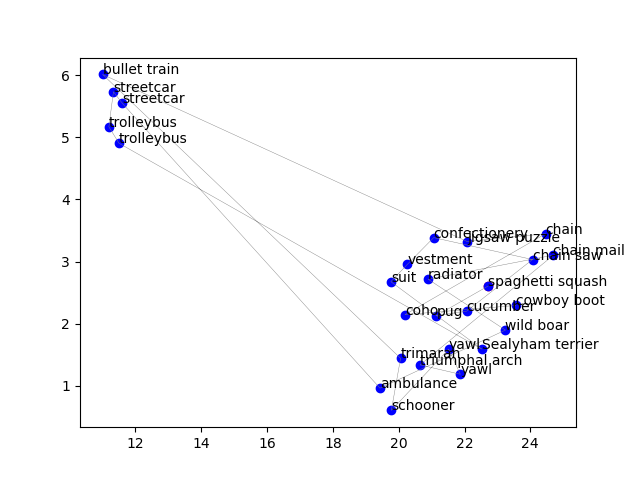 bullet train
streetcar
streetcar
trolleybus
trolleybus
confectionery
chain
jigsaw puzzle
chain mail
chain saw
vestment
radiator
suit
spaghetti squash
cowboy boot
coho
pug
cucumber
wild boar
yawl
Sealyham terrier
trimaran
triumphal arch
yawl
ambulance
schooner
6
5
4
3
2
1
12 14 16 18 20 22 24